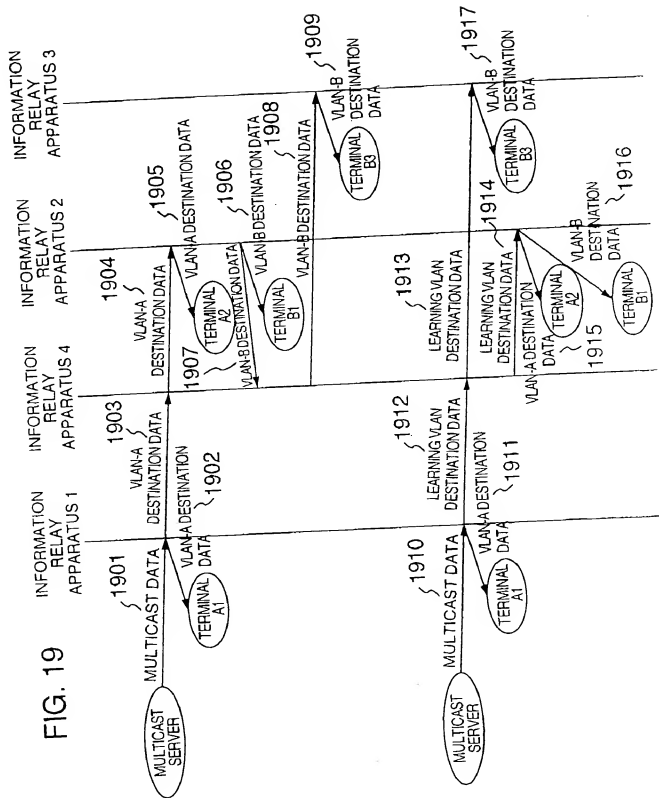 FIG. 19
INFORMATION
RELAY
APPARATUS 1
INFORMATION
RELAY
APPARATUS 4
INFORMATION
RELAY
APPARATUS 2
INFORMATION
RELAY
APPARATUS 3
MULTICAST
SERVER
MULTICAST DATA
1901
TERMINAL
A1
VLAN-A DESTINATION
DATA
1902
VLAN-A
DESTINATION DATA
1903
VLAN-A
DESTINATION DATA
1904
TERMINAL
A2
VLAN-A DESTINATION DATA
1905
VLAN-B DESTINATION DATA
1906
TERMINAL
B1
1907
VLAN-B DESTINATION DATA
VLAN-B DESTINATION DATA
1908
TERMINAL
B3
VLAN-B
DESTINATION
DATA
1909
MULTICAST
SERVER
MULTICAST DATA
1910
TERMINAL
A1
VLAN-A DESTINATION
DATA
1911
LEARNING VLAN
DESTINATION DATA
1912
LEARNING VLAN
DESTINATION DATA
1913
LEARNING VLAN
DESTINATION DATA
1914
VLAN-A DESTINATION
DATA
1915
TERMINAL
A2
TERMINAL
B1
VLAN-B
DESTINATION
DATA
1916
TERMINAL
B3
VLAN-B
DESTINATION
DATA
1917